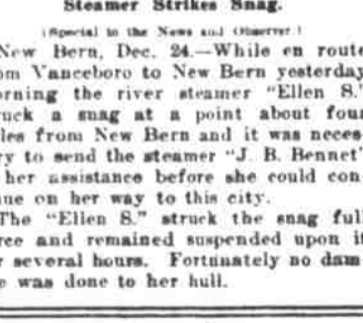 Steamer Strikes Snag.
(Special to the News and Observer.)
New Bern, Dec. 24.—While en route
om Vanceboro to New Bern yesterday
orning the river steamer "Ellen S."
ruck a snag at a point about four
les from New Bern and it was neces
ry to send the steamer "J. B. Bennet"
her assistance before she could con-
ue on her way to this city.
The "Ellen S." struck the snag full
rce and remained suspended upon it
r several hours. Fortunately no dam-
e was done to her hull.